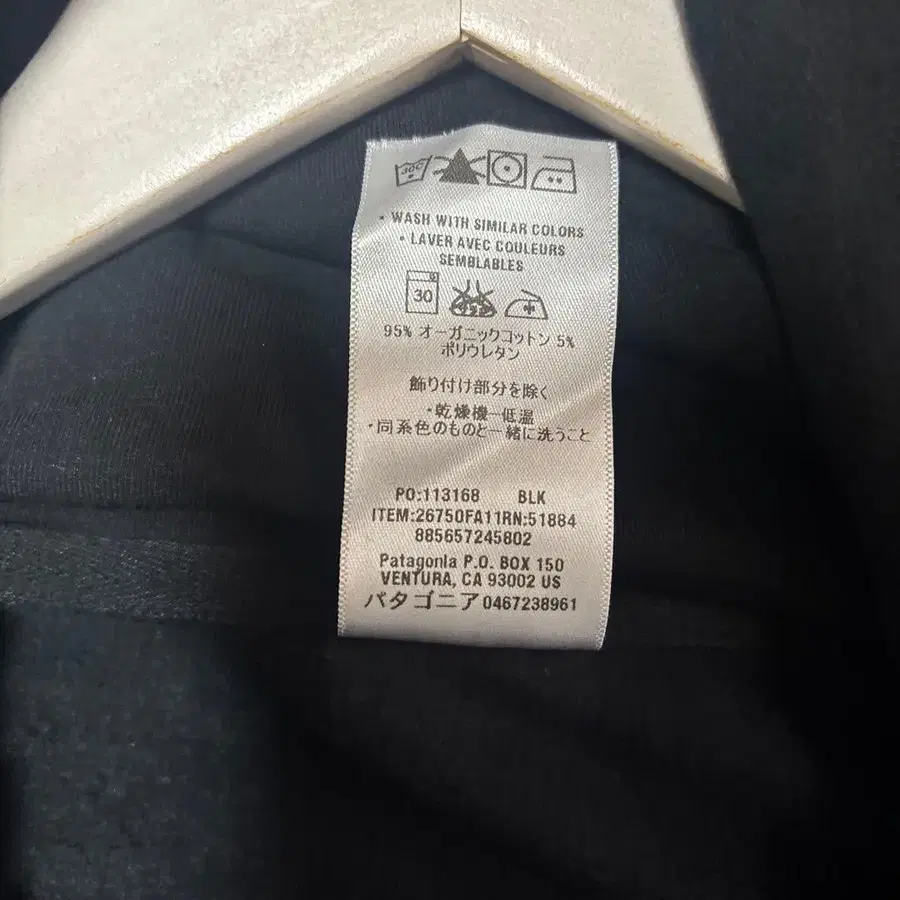 30C
• WASH WITH SIMILAR COLORS
• LAVER AVEC COULEURS
SEMBLABLES
30
95% オーガニックコットン 5%
ポリウレタン
飾り付け部分を除く
・乾燥機一低温
・同系色のものと一緒に洗うこと
PO:113168 BLK
ITEM:26750FA11RN:51884
885657245802
Patagonia P.O. BOX 150
VENTURA, CA 93002 US
パタゴニア 0467238961